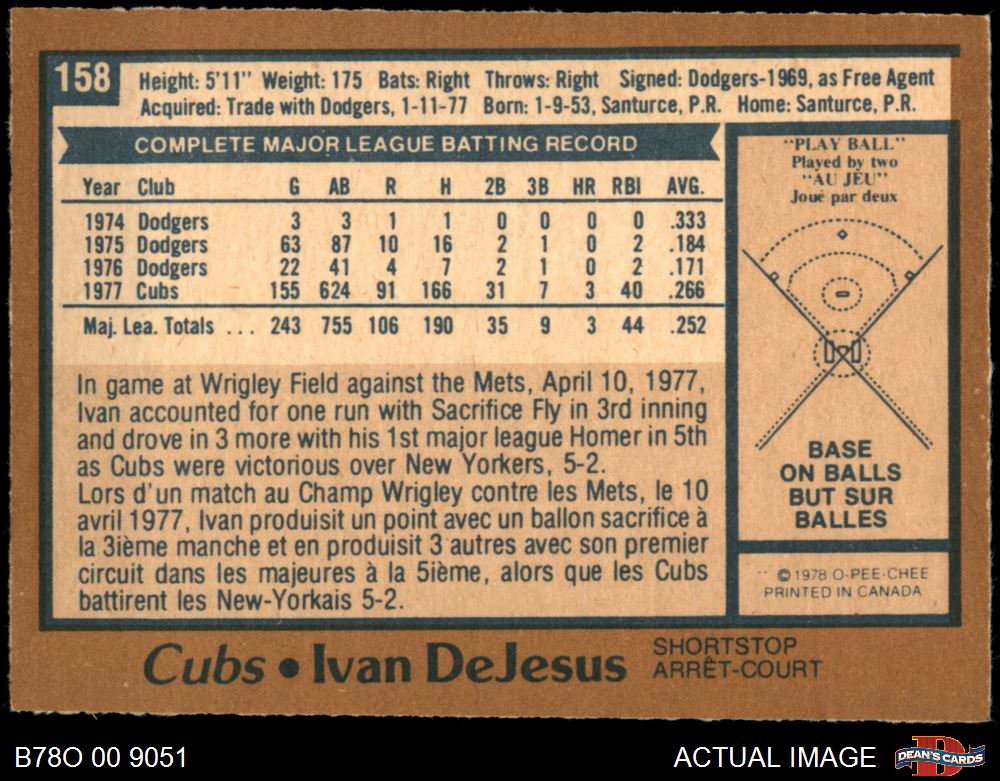 158
Height: 5'11" Weight: 175 Bats: Right Throws: Right Signed: Dodgers-1969, as Free Agent
Acquired: Trade with Dodgers, 1-11-77 Born: 1-9-53, Santurce, P.R. Home: Santurce, P.R.
COMPLETE MAJOR LEAGUE BATTING RECORD
Year Club G AB R H 2B 3B HR RBI AVG.
1974 Dodgers 3 3 1 1 0 0 0 0 .333
1975 Dodgers 63 87 10 16 2 1 0 2 .184
1976 Dodgers 22 41 4 7 2 1 0 2 .171
1977 Cubs 155 624 91 166 31 7 3 40 .266
Maj. Lea. Totals ... 243 755 106 190 35 9 3 44 .252
In game at Wrigley Field against the Mets, April 10, 1977,
Ivan accounted for one run with Sacrifice Fly in 3rd inning
and drove in 3 more with his 1st major league Homer in 5th
as Cubs were victorious over New Yorkers, 5-2.
Lors d'un match au Champ Wrigley contre les Mets, le 10
avril 1977, Ivan produisit un point avec un ballon sacrifice à
la 3ième manche et en produisit 3 autres avec son premier
circuit dans les majeures à la 5ième, alors que les Cubs
battirent les New-Yorkais 5-2.
"PLAY BALL"
Played by two
"AU JEU"
Joué par deux
BASE
ON BALLS
BUT SUR
BALLES
©1978 O-PEE-CHEE
PRINTED IN CANADA
Cubs • Ivan DeJesus
SHORTSTOP
ARRÊT-COURT
B78O 00 9051
ACTUAL IMAGE
DEAN'S CARDS